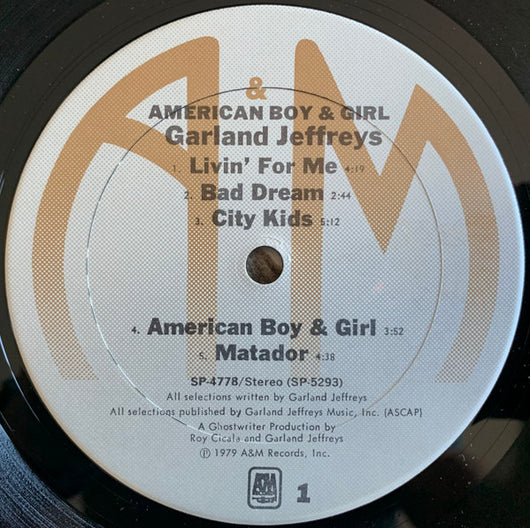 &
AMERICAN BOY & GIRL
Garland Jeffreys
1. Livin' For Me 4:19
2. Bad Dream 2:44
3. City Kids 5:12
4. American Boy & Girl 3:52
5. Matador 4:38
SP-4778/Stereo (SP-5293)
All selections written by Garland Jeffreys
All selections published by Garland Jeffreys Music, Inc. (ASCAP)
A Ghostwriter Production by
Roy Cicala and Garland Jeffreys
℗ 1979 A&M Records, Inc.
A&M 1